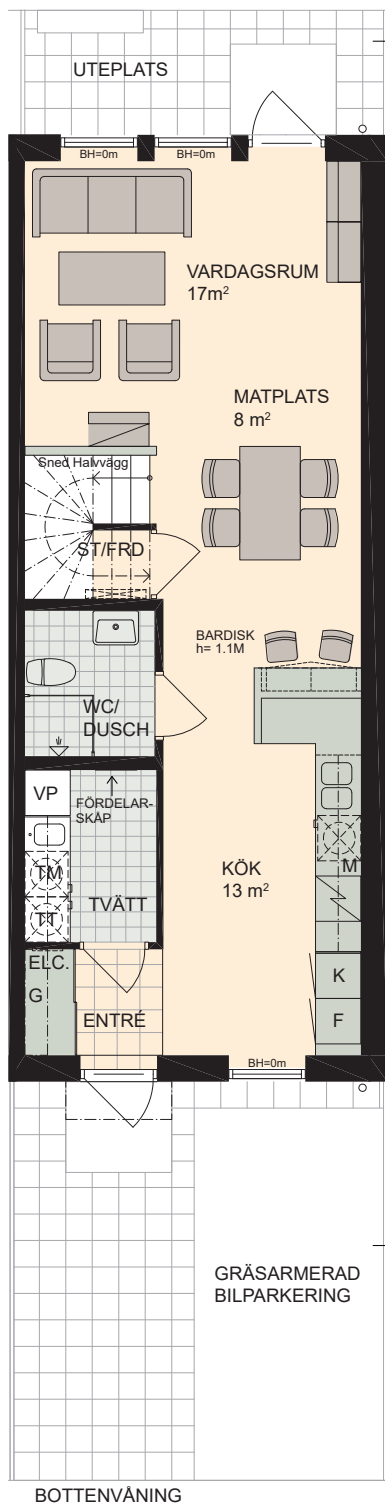 UTEPLATS
BH=0m
BH=0m
VARDAGSRUM
17m²
MATPLATS
8 m²
Sned Halvvägg
ST/FRD
BARDISK
h= 1.1M
WC/
DUSCH
VP
FÖRDELAR-
SKÅP
TM
TT
TVÄTT
KÖK
13 m²
M
K
F
ELC.
G
ENTRÉ
BH=0m
GRÄSARMERAD
BILPARKERING
BOTTENVÅNING